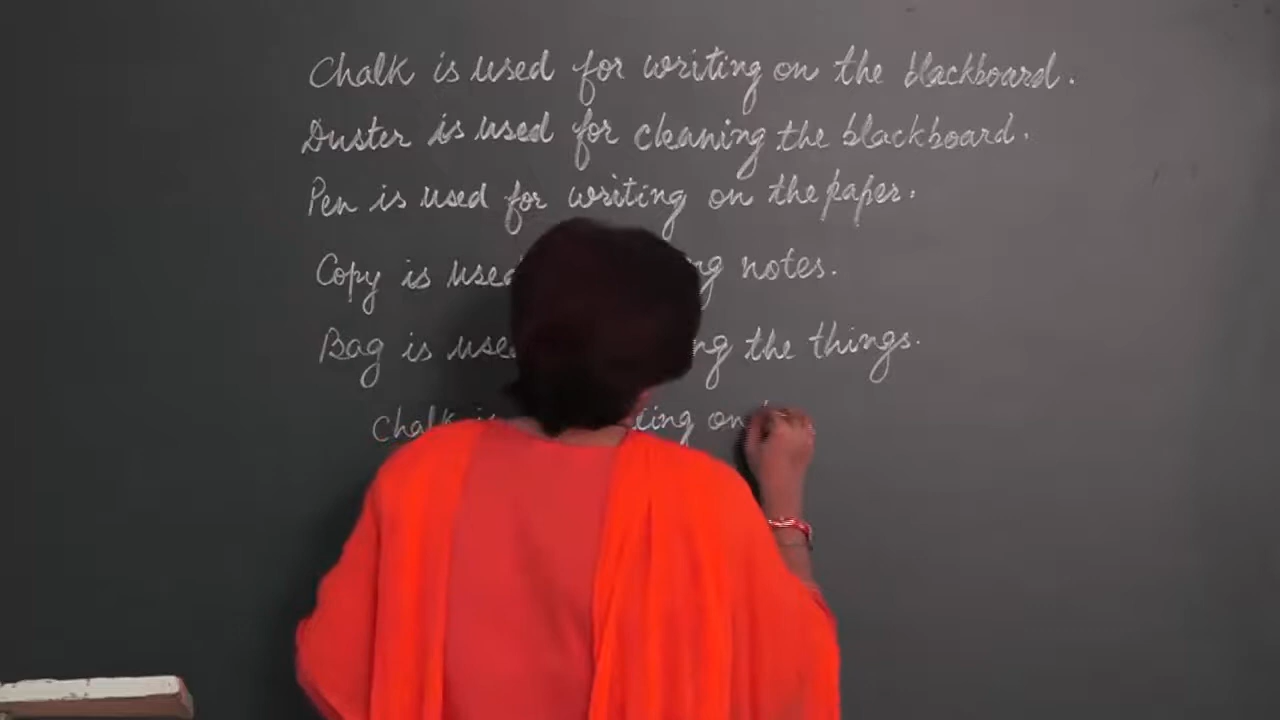 Chalk is used for writing on the blackboard.
Duster is used for cleaning the blackboard.
Pen is used for writing on the paper.
Copy is used notes.
Bag is used the things.
Chalk is on